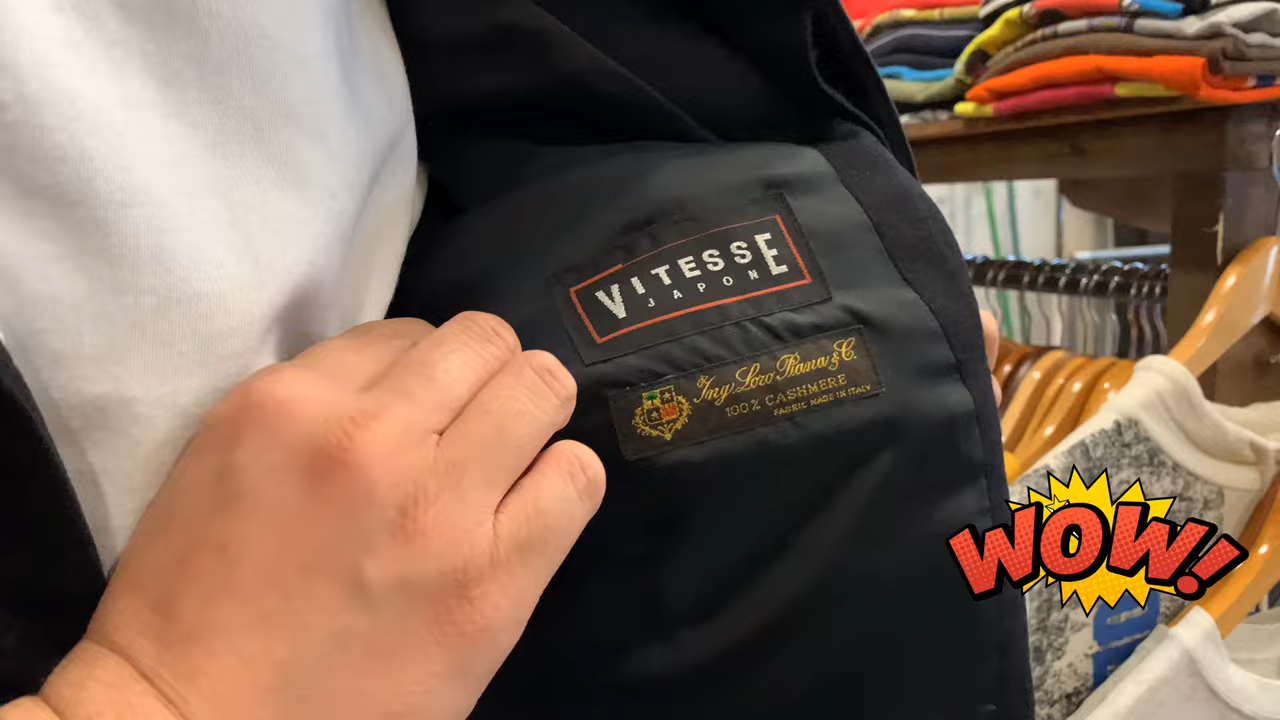 VITESSE
JAPON
Ing. Loro Piana & C.
100% CASHMERE
FABRIC MADE IN ITALY
WOW!